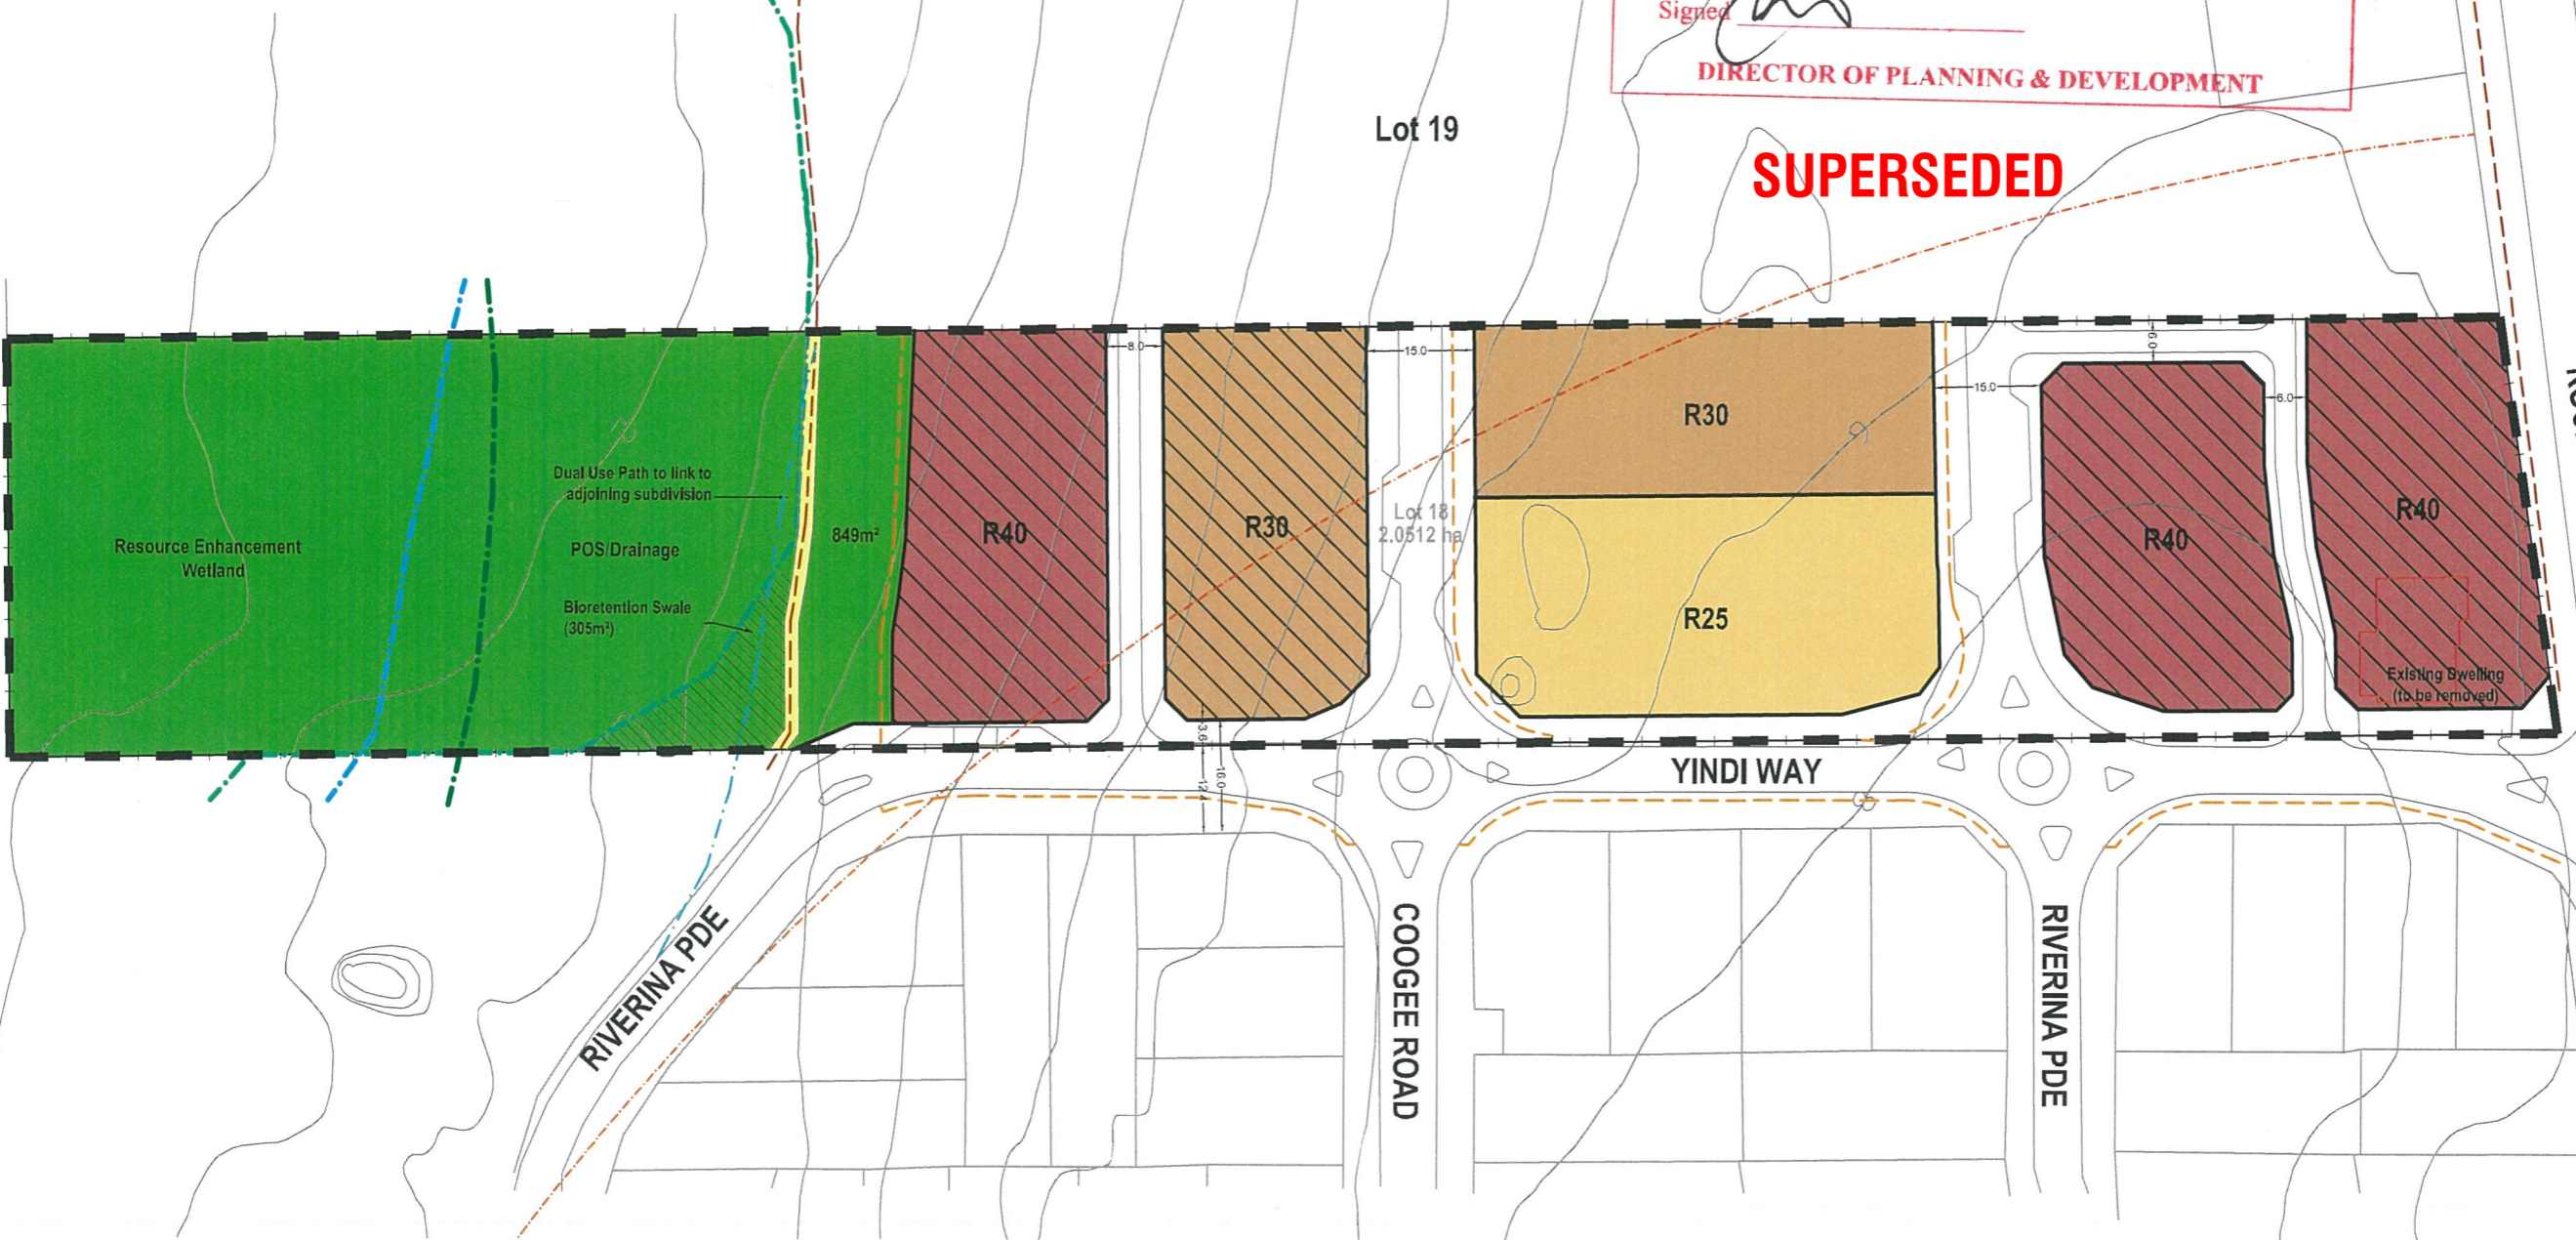 Signed
DIRECTOR OF PLANNING & DEVELOPMENT
Lot 19
SUPERSEDED
8.0
15.0
6.0
15.0
6.0
R30
Dual Use Path to link to
adjoining subdivision
849m²
R40
R30
Lot 18
2.0512 ha
R40
R40
Resource Enhancement
Wetland
POS/Drainage
Bioretention Swale
(305m²)
R25
Existing Dwelling
(to be removed)
3.6
16.0
12.4
YINDI WAY
RIVERINA PDE
COOGEE ROAD
RIVERINA PDE